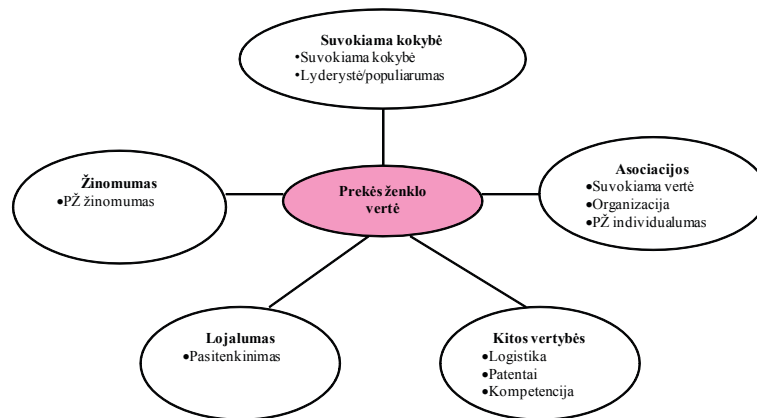 Suvokiama kokybė
•Suvokiama kokybė
•Lyderystė/populiarumas
Žinomumas
•PŽ žinomumas
Prekės ženklo
vertė
Asociacijos
•Suvokiama vertė
•Organizacija
•PŽ individualumas
Lojalumas
•Pasitenkinimas
Kitos vertybės
•Logistika
•Patentai
•Kompetencija